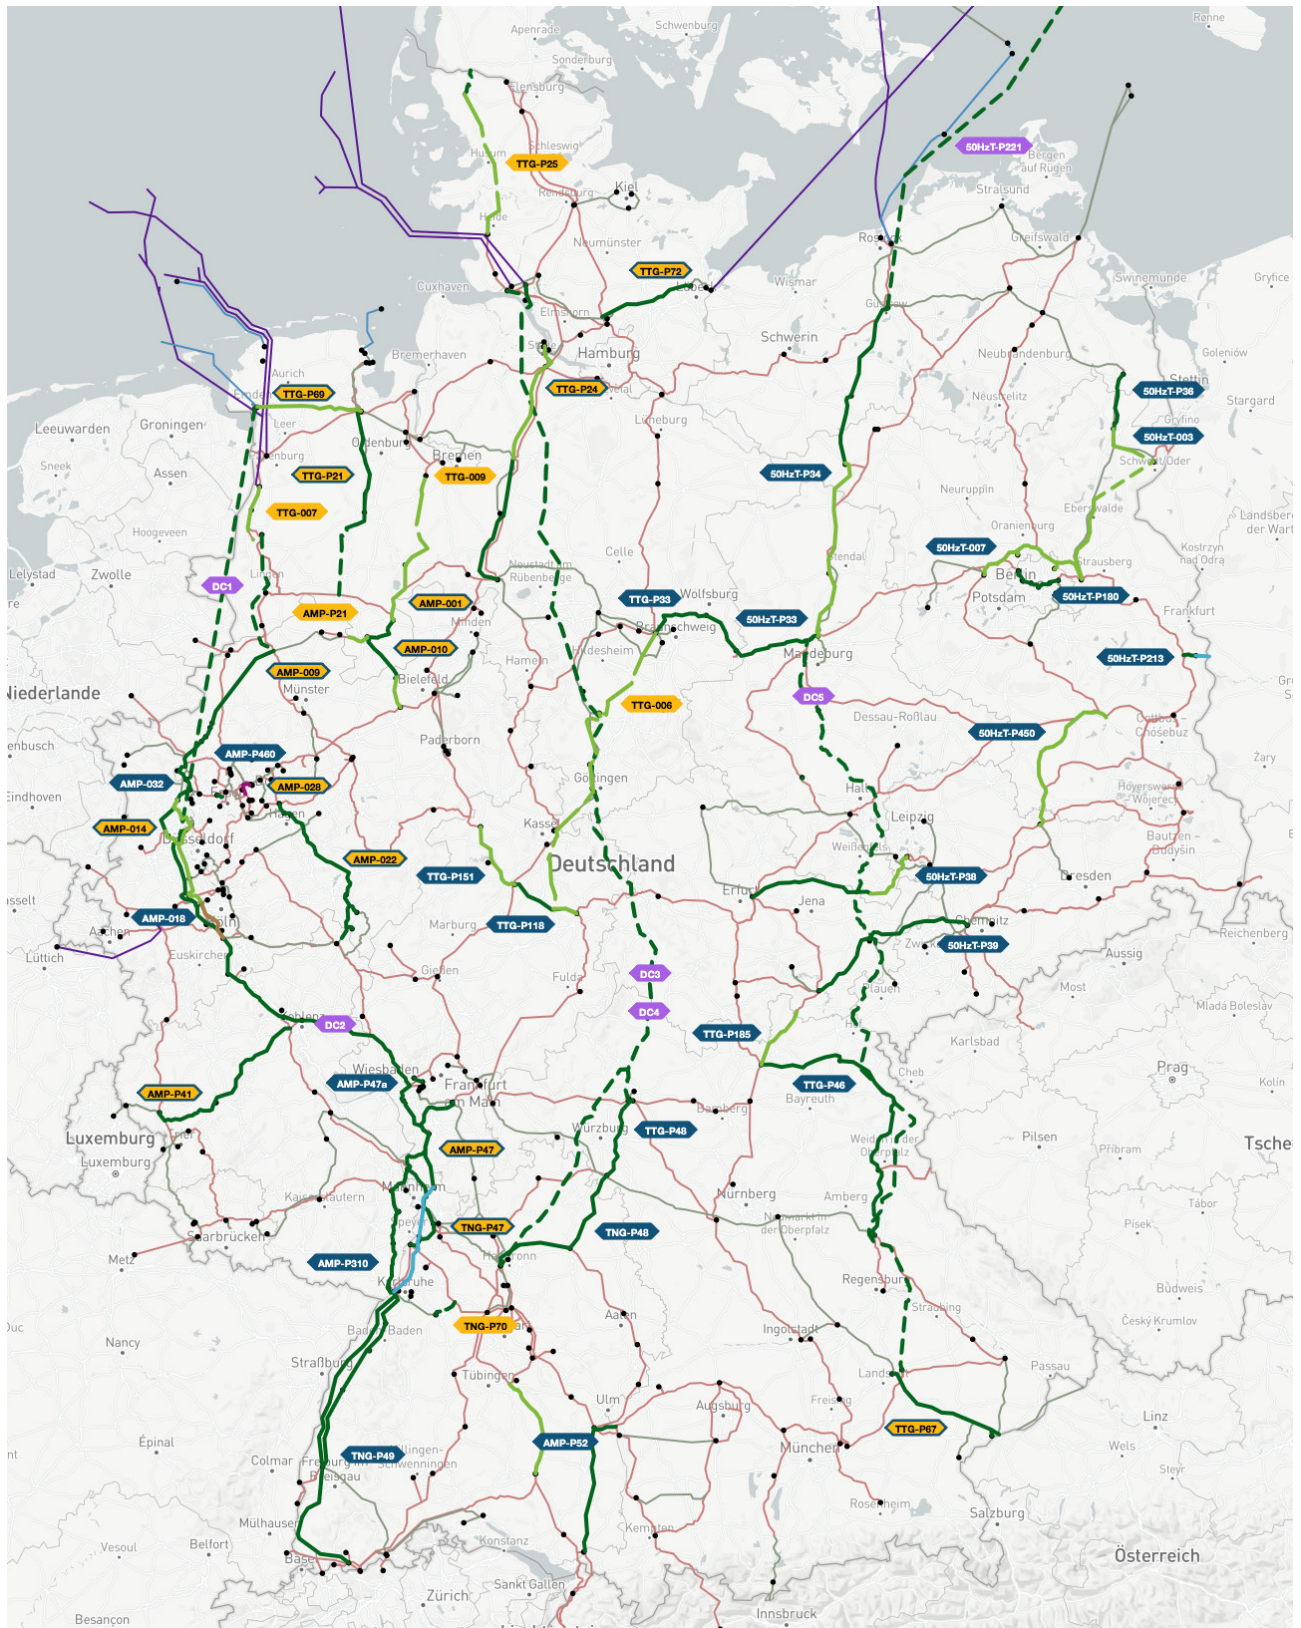 Rønne
Apenrade
Schwenburg
Sonderburg
Flensburg
Husum
Schleswig
TTG-P25
50HzT-P221
Bergen
auf Rügen
Kiel
Rendsburg
Stralsund
Heide
Greifswald
Neumünster
TTG-P72
Lübeck
Wismar
Swinemunde
Gryfice
Cuxhaven
Güstrow
Elmshorn
Schwerin
Hamburg
Bremerhaven
Neubrandenburg
Goleniów
Aurich
Emden
TTG-P69
TTG-P24
Stettin
50HzT-P36
Stargard
Leeuwarden
Groningen
Leer
Oldenburg
Lüneburg
Neustrelitz
Gryfino
50HzT-003
Sneek
Assen
Bremen
TTG-P21
TTG-009
50HzT-P34
Schwedt/Oder
Neuruppin
TTG-007
Eberswalde
Oranienburg
Landsberg
der Wart
Hoogeveen
Celle
Stendal
50HzT-007
Strausberg
Kostrzyn
nad Odrą
Lelystad
Zwolle
Lingen
Neustadt am
Rübenberge
Berlin
DC1
AMP-P21
AMP-001
TTG-P33
Wolfsburg
Potsdam
50HzT-P180
Frankfurt
Minden
Braunschweig
50HzT-P33
AMP-010
Hildesheim
Magdeburg
50HzT-P213
AMP-009
Hameln
Niederlande
Münster
Bielefeld
TTG-006
DC5
Dessau-Roßlau
50HzT-P450
Cottbus -
Chóśebuz
Paderborn
AMP-P460
Żary
AMP-032
AMP-028
Göttingen
Halle
Hoyerswerda
Wojerecy
Eindhoven
Hagen
AMP-014
Düsseldorf
Kassel
Leipzig
Weißenfels
Bautzen -
Budyšin
AMP-022
Deutschland
TTG-P151
50HzT-P38
Dresden
Erfurt
Jena
AMP-018
Köln
TTG-P118
Aachen
Marburg
Chemnitz
Reichenberg
Lüttich
Euskirchen
50HzT-P39
Aussig
Gießen
Fulda
DC3
Plauen
Most
Koblenz
DC2
DC4
Hof
Mladá Boleslav
TTG-P185
Karlsbad
Wiesbaden
Frankfurt
am Main
Cheb
Prag
Kolín
AMP-P47a
TTG-P46
AMP-P41
Bamberg
Bayreuth
Luxemburg
Luxemburg
Trier
Würzburg
TTG-P48
Weiden in der
Oberpfalz
Pilsen
Příbram
AMP-P47
Mannheim
Kaiserslautern
Nürnberg
Amberg
Tábor
Speyer
TNG-P47
TNG-P48
Neumarkt in
der Oberpfalz
Písek
Saarbrücken
Metz
Heilbronn
AMP-P310
Karlsruhe
Regensburg
Budweis
Aalen
Straubing
Český Krumlov
Nancy
Baden-Baden
TNG-P70
Ingolstadt
Straßburg
Passau
Tübingen
Landshut
Ulm
Augsburg
Freising
Linz
TTG-P67
Épinal
AMP-P52
TNG-P49
München
Wels
Colmar
Freiburg im
Breisgau
Villingen-
Schwenningen
Steyr
Rosenheim
Mülhausen
Salzburg
Kempten
Vesoul
Belfort
Basel
Konstanz
Österreich
Sankt Gallen
Zürich
Besançon
Innsbruck